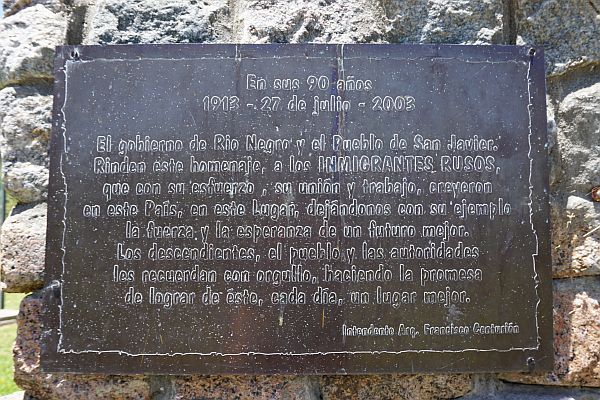 En sus 90 años
1913 - 27 de julio - 2003
El gobierno de Rio Negro y el Pueblo de San Javier.
Rinden éste homenaje, a los INMIGRANTES RUSOS,
que con su esfuerzo , su unión y trabajo, creyeron
en este País, en este Lugar, dejándonos con su ejemplo
la fuerza y la esperanza de un futuro mejor.
Los descendientes, el pueblo y las autoridades
les recuerdan con orgullo, haciendo la promesa
de lograr de éste, cada día, un lugar mejor.
Intendente Arq. Francisco Centurión